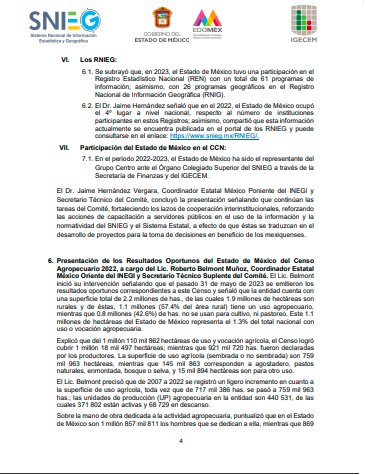 SNIEG
Sistema Nacional de Información
Estadística y Geográfica
GOBIERNO DEL
ESTADO DE MÉXICO
EDOMÉX
IGECEM
VI. Los RNIEG:
6.1. Se subrayó que, en 2023, el Estado de México tuvo una participación en el
Registro Estadístico Nacional (REN) con un total de 61 programas de
información; asimismo, con 26 programas geográficos en el Registro
Nacional de Información Geográfica (RNIG).
6.2. El Dr. Jaime Hernández señaló que en el 2022, el Estado de México ocupó
el 4º lugar a nivel nacional, respecto al número de instituciones
participantes en estos Registros; asimismo, compartió que esta información
actualmente se encuentra publicada en el portal de los RNIEG y puede
consultarse en el enlace: https://www.snieg.mx/RNIEG/.
VII. Participación del Estado de México en el CCN:
7.1. En el período 2022-2023, el Estado de México ha sido el representante del
Grupo Centro ante el Órgano Colegiado Superior del SNIEG a través de la
Secretaría de Finanzas y del IGECEM.
El Dr. Jaime Hernández Vergara, Coordinador Estatal México Poniente del INEGI y
Secretario Técnico del Comité, concluyó la presentación señalando que continúan las
tareas del Comité, fortaleciendo los lazos de cooperación interinstitucionales, reforzando
las acciones de capacitación a servidores públicos en el uso de la información y la
normatividad del SNIEG y el Sistema Estatal, a efecto de que éstas se traduzcan en el
desarrollo de proyectos para la toma de decisiones en beneficio de los mexiquenses.
6. Presentación de los Resultados Oportunos del Estado de México del Censo
Agropecuario 2022, a cargo del Lic. Roberto Belmont Muñoz, Coordinador Estatal
México Oriente del INEGI y Secretario Técnico Suplente del Comité. El Lic. Belmont
inició su intervención señalando que el pasado 31 de mayo de 2023 se emitieron los
resultados oportunos correspondientes a este Censo y señaló que la entidad cuenta con
una superficie total de 2.2 millones de has., de las cuales 1.9 millones de hectáreas son
rurales y de éstas, 1.1 millones (57.4% del área rural) tiene un uso agropecuario,
mientras que 0.8 millones (42.6%) de has. no se usan para cultivo, ni pastoreo. Este 1.1
millones de hectáreas del Estado de México representa el 1.3% del total nacional con
uso o vocación agropecuaria.
Explicó que del 1 millón 110 mil 862 hectáreas de uso y vocación agrícola, el Censo logró
cubrir 1 millón 18 mil 497 hectáreas; mientras que 921 mil 720 has. fueron declaradas
por los productores. La superficie de uso agrícola (sembrada o no sembrada) son 759
mil 963 hectáreas, mientras que 145 mil 863 corresponden a agostadero, pastos
naturales, enmontada, bosque o selva, y 15 mil 894 hectáreas son para otro uso.
El Lic. Belmont precisó que de 2007 a 2022 se registró un ligero incremento en cuanto a
la superficie de uso agrícola, toda vez que de 717 mil 386 has. se pasó a 759 mil 963
has.; las unidades de producción (UP) agropecuaria en la entidad son 440 531, de las
cuales 371 802 están activas y 68 729 en descanso.
Sobre la mano de obra dedicada a la actividad agropecuaria, puntualizó que en el Estado
de México son 1 millón 857 mil 811 los hombres que se dedican a ella, mientras que 869
4